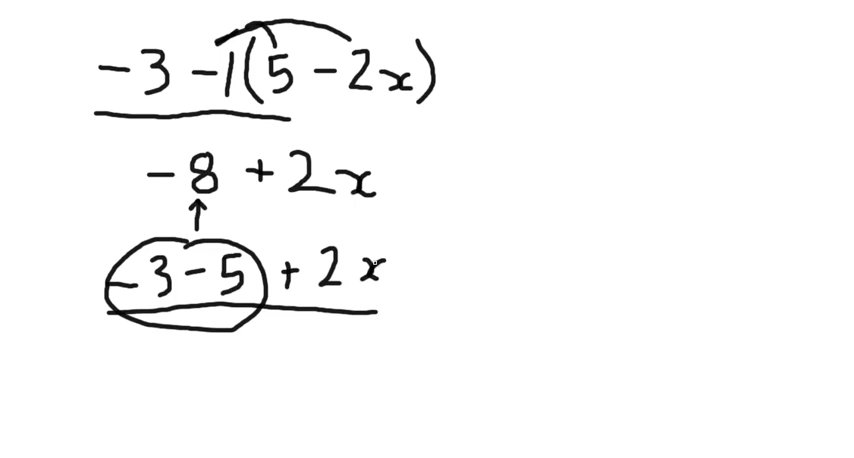 -3 -1(5 - 2x)
-8 + 2x
-3 - 5 + 2x